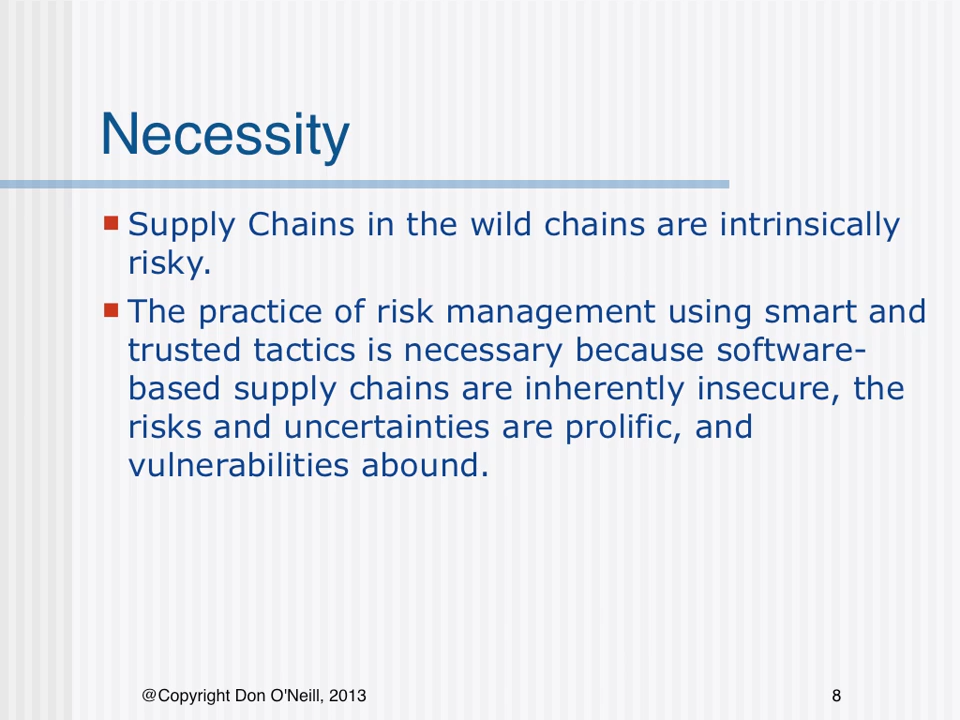 Necessity
Supply Chains in the wild chains are intrinsically
risky.
The practice of risk management using smart and
trusted tactics is necessary because software-
based supply chains are inherently insecure, the
risks and uncertainties are prolific, and
vulnerabilities abound.
@Copyright Don O'Neill, 2013
8